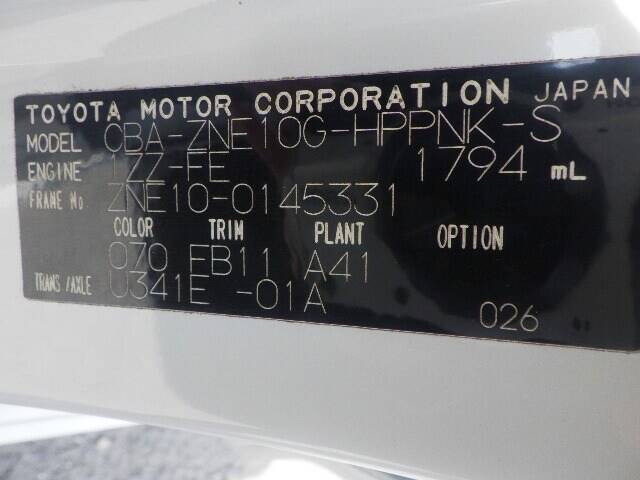 TOYOTA MOTOR CORPORATION JAPAN
MODEL CBA-ZNE10G-HPPNK-S
ENGINE 1ZZ-FE 1794 mL
FRAME No ZNE10-0145331
COLOR TRIM PLANT OPTION
070 FB11 A41
TRANS/AXLE U341E -01A
026